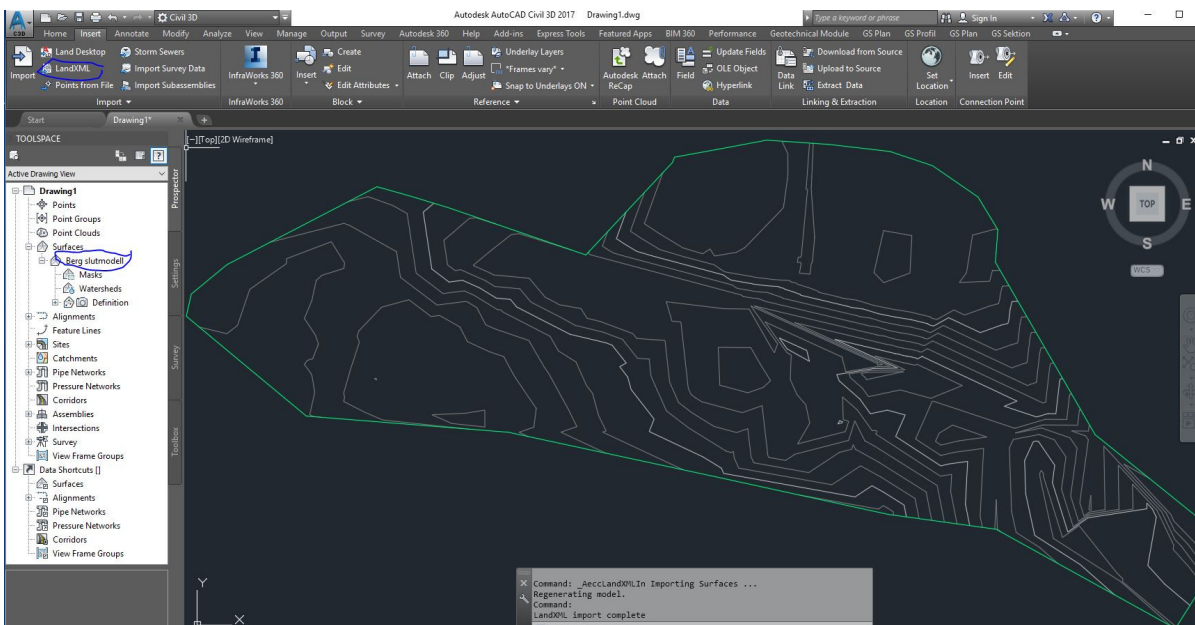 Civil 3D
Autodesk AutoCAD Civil 3D 2017 Drawing1.dwg
Type a keyword or phrase
Sign In
C3D Home Insert Annotate Modify Analyze View Manage Output Survey Autodesk 360 Help Add-ins Express Tools Featured Apps BIM 360 Performance Geotechnical Module GS Plan GS Profil GS Plan GS Sektion
Import
Land Desktop
LandXML
Points from File
Storm Sewers
Import Survey Data
Import Subassemblies
InfraWorks 360
Insert
Create
Edit
Edit Attributes
Attach
Clip
Adjust
Underlay Layers
*Frames vary*
Snap to Underlays ON
Autodesk ReCap
Attach
Field
Update Fields
OLE Object
Hyperlink
Data Link
Download from Source
Upload to Source
Extract Data
Set Location
Insert
Edit
Import InfraWorks 360 Block Reference Point Cloud Data Linking & Extraction Location Connection Point
Start Drawing1*
TOOLSPACE
[−][Top][2D Wireframe]
Active Drawing View
Drawing1
Points
Point Groups
Point Clouds
Surfaces
Berg slutmodell
Masks
Watersheds
Definition
Alignments
Feature Lines
Sites
Catchments
Pipe Networks
Pressure Networks
Corridors
Assemblies
Intersections
Survey
View Frame Groups
Data Shortcuts []
Surfaces
Alignments
Pipe Networks
Pressure Networks
Corridors
View Frame Groups
Prospector
Settings
Survey
Toolbox
N
W TOP E
S
WCS
Y
X
Command: _AeccLandXMLIn Importing Surfaces ...
Regenerating model.
Command:
LandXML import complete